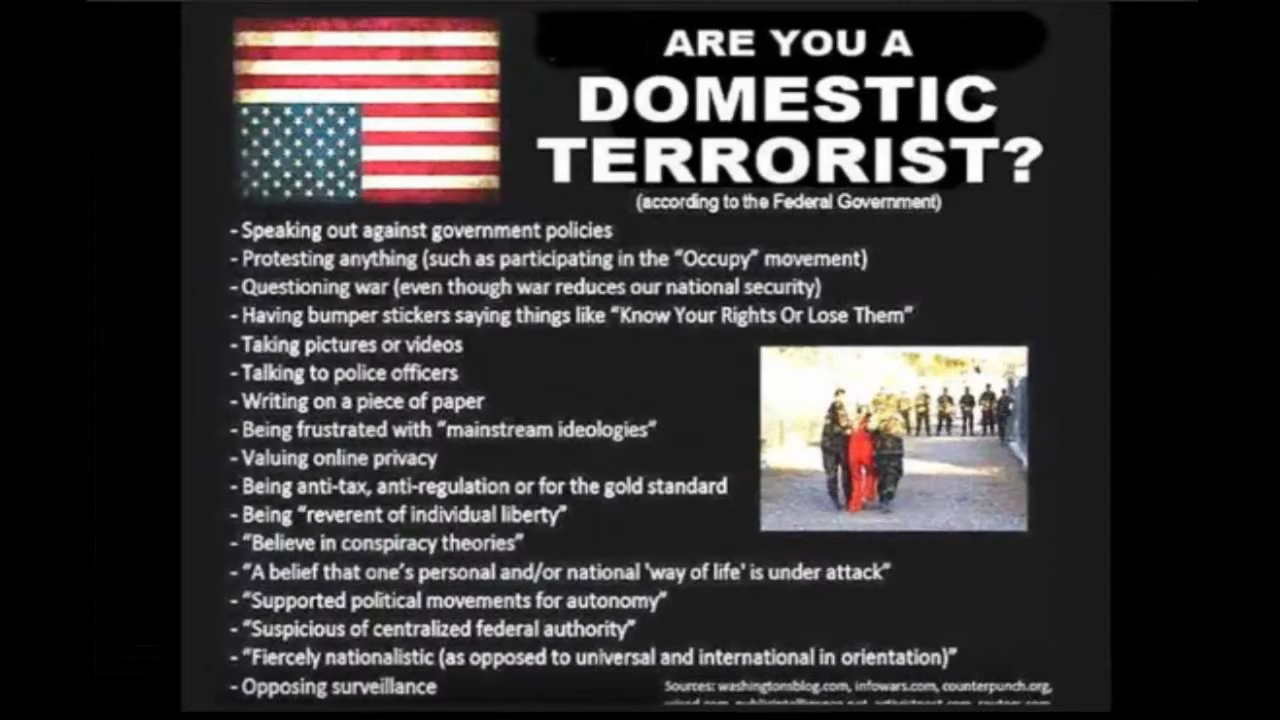 ARE YOU A
DOMESTIC
TERRORIST?
(according to the Federal Government)
- Speaking out against government policies
- Protesting anything (such as participating in the “Occupy” movement)
- Questioning war (even though war reduces our national security)
- Having bumper stickers saying things like “Know Your Rights Or Lose Them”
- Taking pictures or videos
- Talking to police officers
- Writing on a piece of paper
- Being frustrated with “mainstream ideologies”
- Valuing online privacy
- Being anti-tax, anti-regulation or for the gold standard
- Being “reverent of individual liberty”
- “Believe in conspiracy theories”
- “A belief that one’s personal and/or national 'way of life' is under attack”
- “Supported political movements for autonomy”
- “Suspicious of centralized federal authority”
- “Fiercely nationalistic (as opposed to universal and international in orientation)”
- Opposing surveillance
Sources: washingtonsblog.com, infowars.com, counterpunch.org,